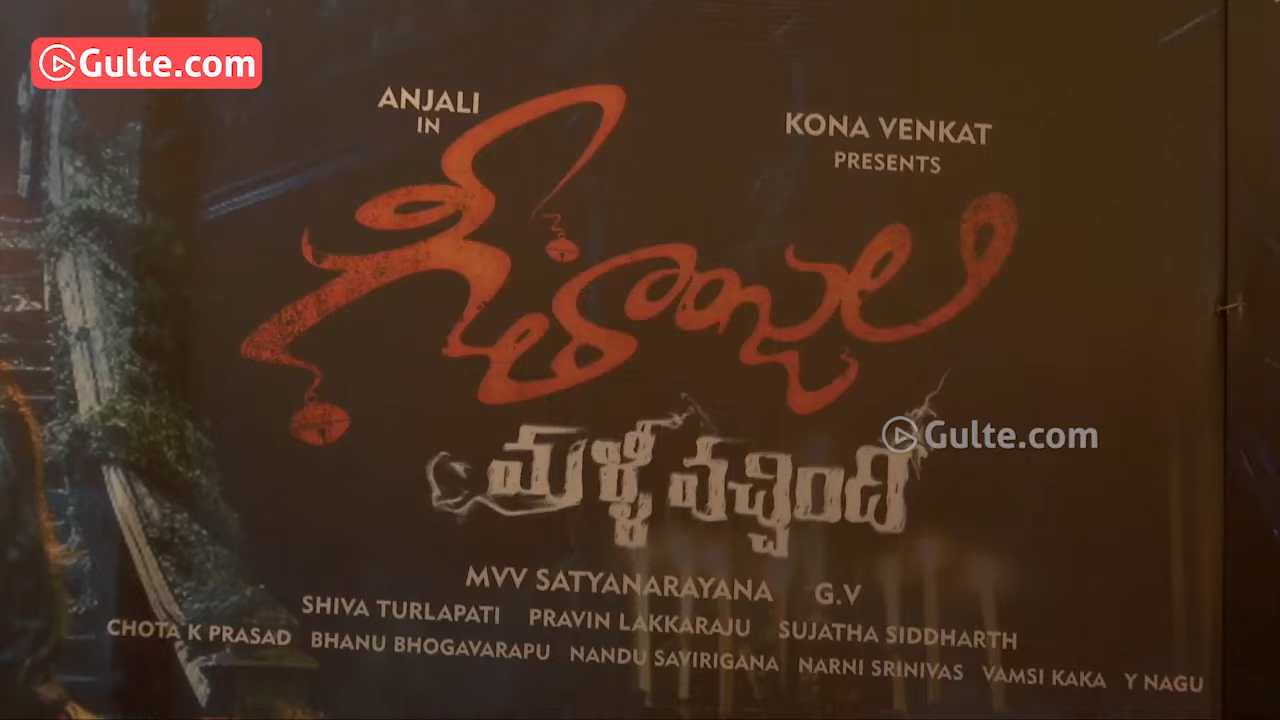 Gulte.com
ANJALI
IN
KONA VENKAT
PRESENTS
గీతాంజలి
మళ్ళీ వచ్చింది
Gulte.com
MVV SATYANARAYANA G.V
SHIVA TURLAPATI PRAVIN LAKKARAJU SUJATHA SIDDHARTH
CHOTA K PRASAD BHANU BHOGAVARAPU NANDU SAVIRIGANA NARNI SRINIVAS VAMSI KAKA Y NAGU